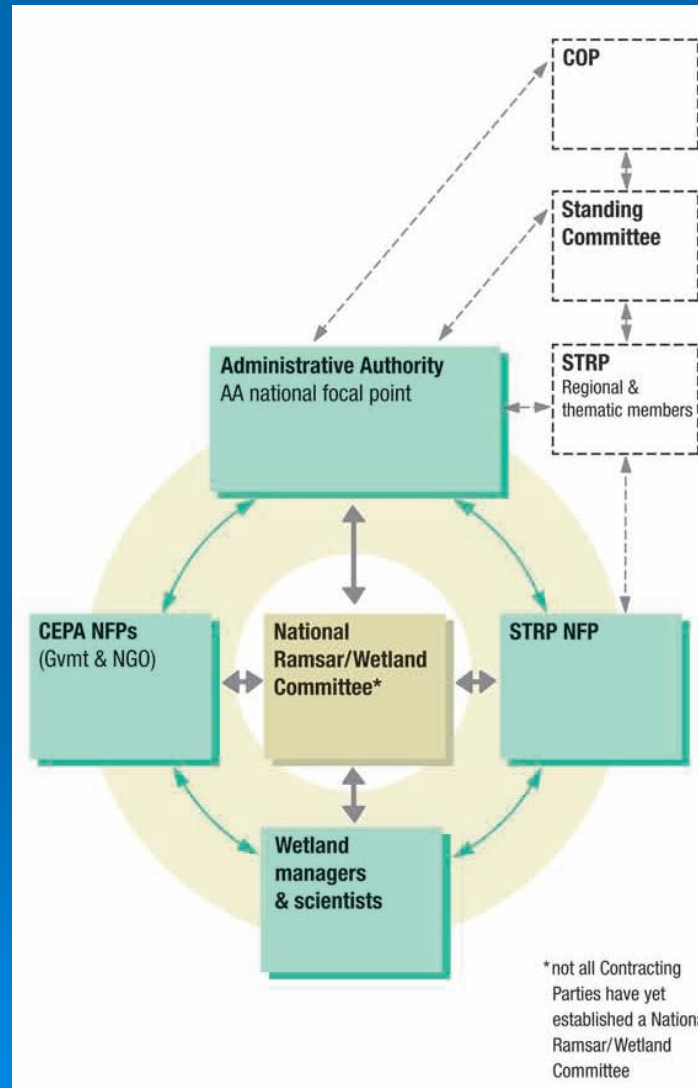 COP
Standing
Committee
Administrative Authority
AA national focal point
STRP
Regional &
thematic members
CEPA NFPs
(Gvmt & NGO)
National
Ramsar/Wetland
Committee*
STRP NFP
Wetland
managers
& scientists
*not all Contracting
Parties have yet
established a Nationa
Ramsar/Wetland
Committee